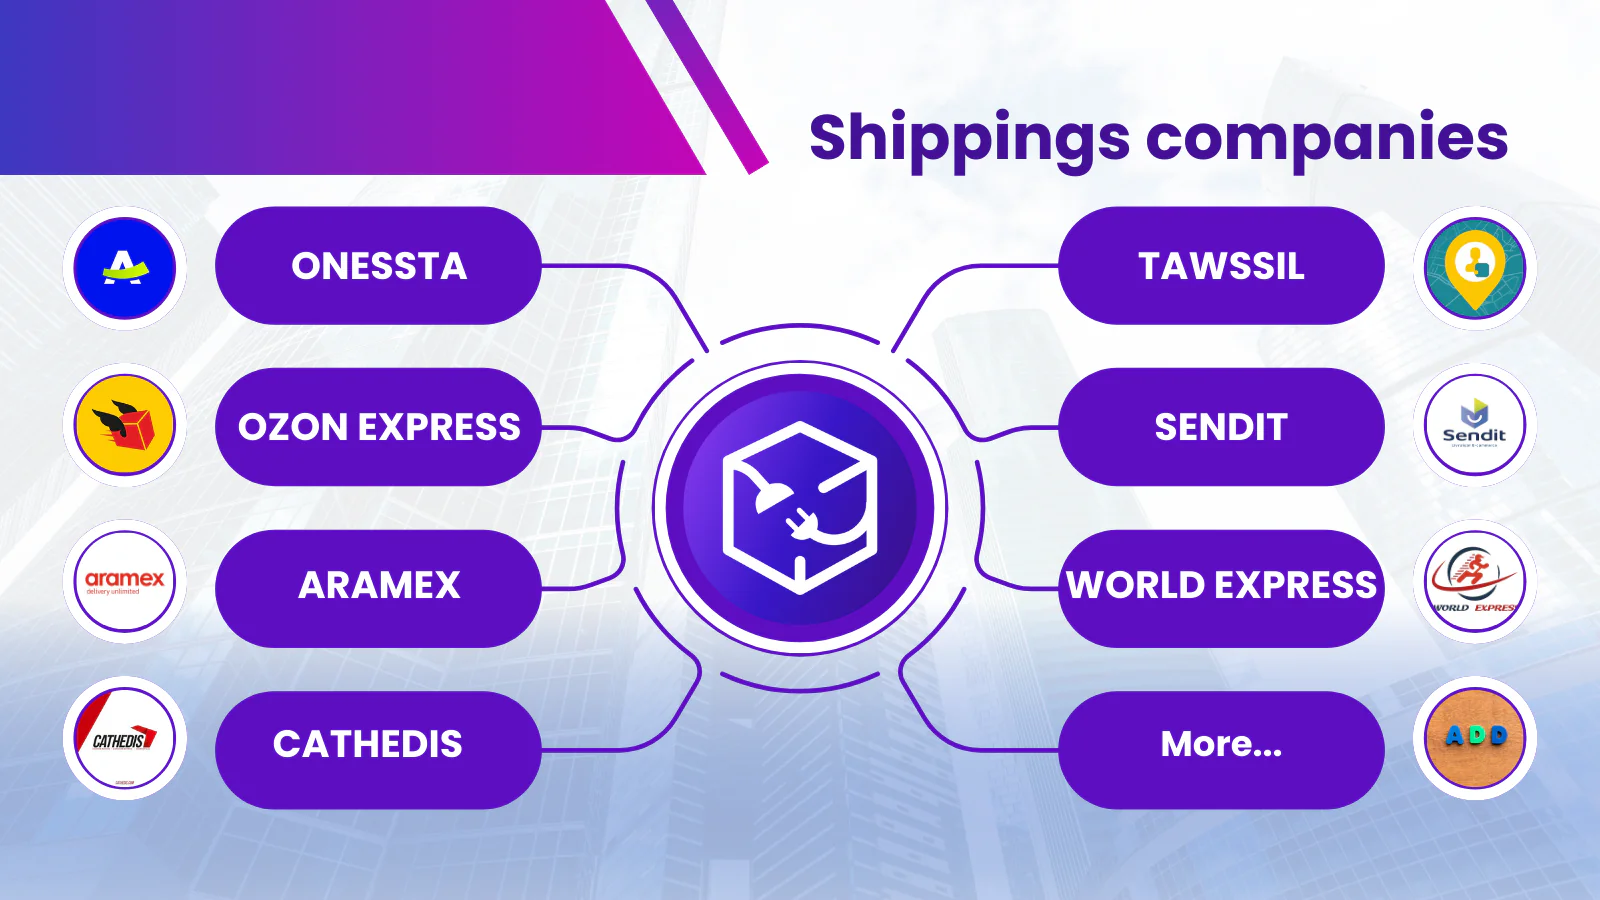 Shippings companies
ONESSTA
TAWSSIL
OZON EXPRESS
SENDIT
Sendit
ARAMEX
aramex
delivery unlimited
WORLD EXPRESS
WORLD EXPRESS
CATHEDIS
CATHEDIS
More...
ADD